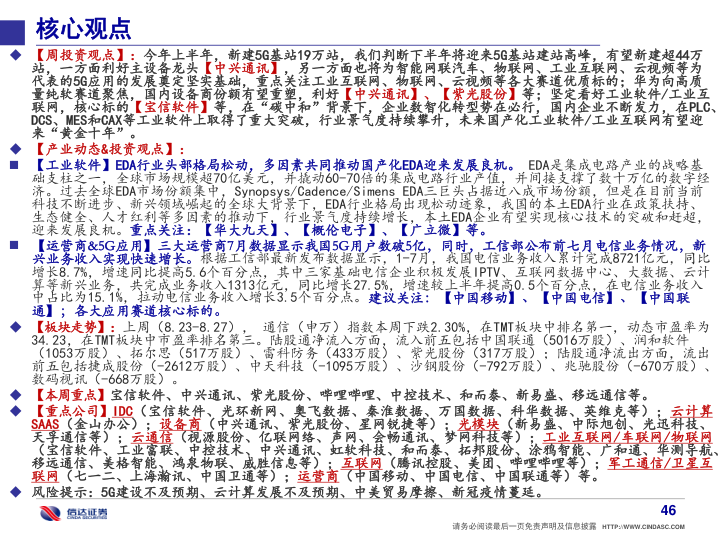 核心观点
◆ 【周投资观点】：今年上半年，新建5G基站19万站，我们判断下半年将迎来5G基站建站高峰，有望新建超44万
站，一方面利好主设备龙头【中兴通讯】，另一方面也将为智能网联汽车、物联网、工业互联网、云视频等为
代表的5G应用的发展奠定坚实基础，重点关注工业互联网、物联网、云视频等各大赛道优质标的；华为向高质
量纯软赛道聚焦，国内设备商份额有望重塑，利好【中兴通讯】、【紫光股份】等；坚定看好工业软件/工业互
联网，核心标的【宝信软件】等，在“碳中和”背景下，企业数智化转型势在必行，国内企业不断发力，在PLC、
DCS、MES和CAX等工业软件上取得了重大突破，行业景气度持续攀升，未来国产化工业软件/工业互联网有望迎
来“黄金十年”。
◆ 【产业动态&投资观点】：
■ 【工业软件】EDA行业头部格局松动，多因素共同推动国产化EDA迎来发展良机。 EDA是集成电路产业的战略基
础支柱之一，全球市场规模超70亿美元，并撬动60-70倍的集成电路行业产值，并间接支撑了数十万亿的数字经
济。过去全球EDA市场份额集中，Synopsys/Cadence/Simens EDA三巨头占据近八成市场份额，但是在目前当前
科技不断进步、新兴领域崛起的全球大背景下，EDA行业格局出现松动迹象，我国的本土EDA行业在政策扶持、
生态健全、人才红利等多因素的推动下，行业景气度持续增长，本土EDA企业有望实现核心技术的突破和赶超，
迎来发展良机。重点关注：【华大九天】、【概伦电子】、【广立微】等。
■ 【运营商&5G应用】三大运营商7月数据显示我国5G用户数破5亿，同时，工信部公布前七月电信业务情况，新
兴业务收入实现快速增长。根据工信部最新发布数据显示，1-7月，我国电信业务收入累计完成8721亿元，同比
增长8.7%，增速同比提高5.6个百分点，其中三家基础电信企业积极发展IPTV、互联网数据中心、大数据、云计
算等新兴业务，共完成业务收入1313亿元，同比增长27.5%，增速较上半年提高0.5个百分点，在电信业务收入
中占比为15.1%，拉动电信业务收入增长3.5个百分点。建议关注：【中国移动】、【中国电信】、【中国联
通】；各大应用赛道核心标的。
◆ 【板块走势】：上周（8.23-8.27）， 通信（申万）指数本周下跌2.30%，在TMT板块中排名第一，动态市盈率为
34.23，在TMT板块中市盈率排名第三。陆股通净流入方面，流入前五包括中国联通（5016万股）、润和软件
（1053万股）、拓尔思（517万股）、雷科防务（433万股）、紫光股份（317万股）；陆股通净流出方面，流出
前五包括捷成股份（-2612万股）、中天科技（-1095万股）、沙钢股份（-792万股）、兆驰股份（-670万股）、
数码视讯（-668万股）。
◆ 【本周重点】宝信软件、中兴通讯、紫光股份、哔哩哔哩、中控技术、和而泰、新易盛、移远通信等。
◆ 【重点公司】IDC（宝信软件、光环新网、奥飞数据、秦淮数据、万国数据、科华数据、英维克等）；云计算
SAAS（金山办公）；设备商（中兴通讯、紫光股份、星网锐捷等）；光模块（新易盛、中际旭创、光迅科技、
天孚通信等）；云通信（视源股份、亿联网络、声网、会畅通讯、梦网科技等）；工业互联网/车联网/物联网
（宝信软件、工业富联、中控技术、中兴通讯、虹软科技、和而泰、拓邦股份、涂鸦智能、广和通、华测导航、
移远通信、美格智能、鸿泉物联、威胜信息等）；互联网（腾讯控股、美团、哔哩哔哩等）；军工通信/卫星互
联网（七一二、上海瀚讯、中国卫通等）；运营商（中国移动、中国电信、中国联通等）等。
◆ 风险提示：5G建设不及预期、云计算发展不及预期、中美贸易摩擦、新冠疫情蔓延。
信达证券
CINDA SECURITIES
46
请务必阅读最后一页免责声明及信息披露 HTTP://WWW.CINDASC.COM